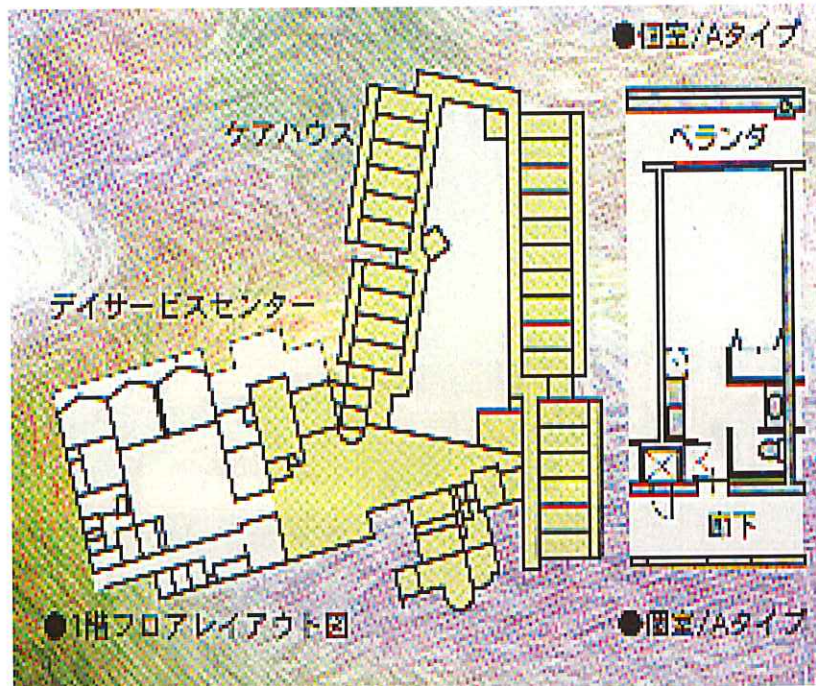 ●個室/Aタイプ
ケアハウス
ベランダ
デイサービスセンター
廊下
●1階フロアレイアウト図
●個室/Aタイプ